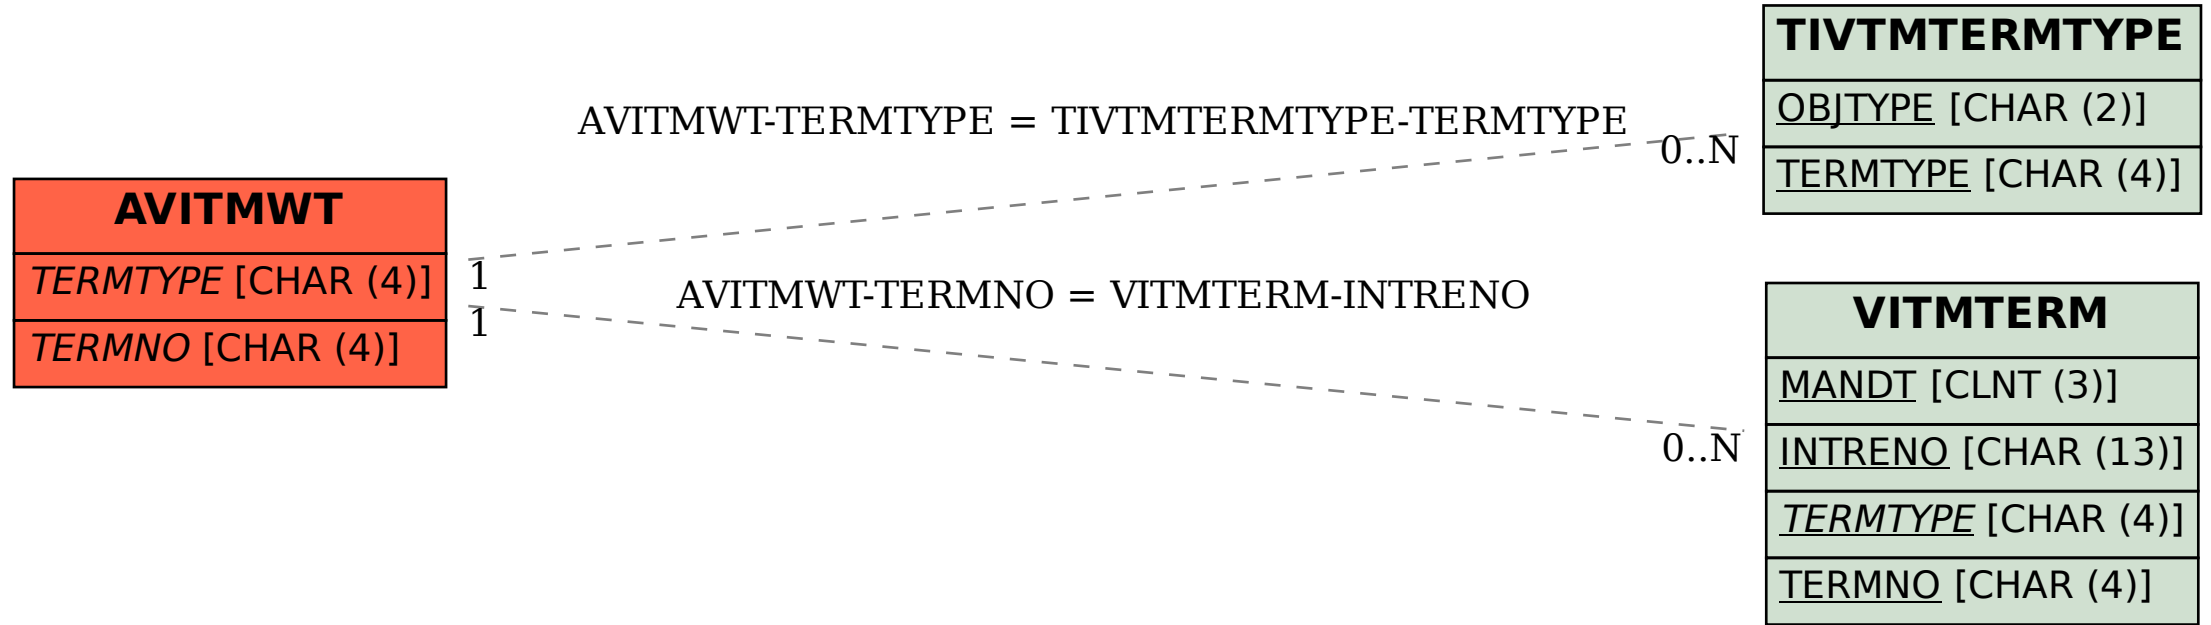 TIVTMTERMTYPE
OBJTYPE [CHAR (2)]
TERMTYPE [CHAR (4)]
AVITMWT-TERMTYPE = TIVTMTERMTYPE-TERMTYPE
0..N
1
AVITMWT
TERMTYPE [CHAR (4)]
TERMNO [CHAR (4)]
AVITMWT-TERMNO = VITMTERM-INTRENO
1
0..N
VITMTERM
MANDT [CLNT (3)]
INTRENO [CHAR (13)]
TERMTYPE [CHAR (4)]
TERMNO [CHAR (4)]